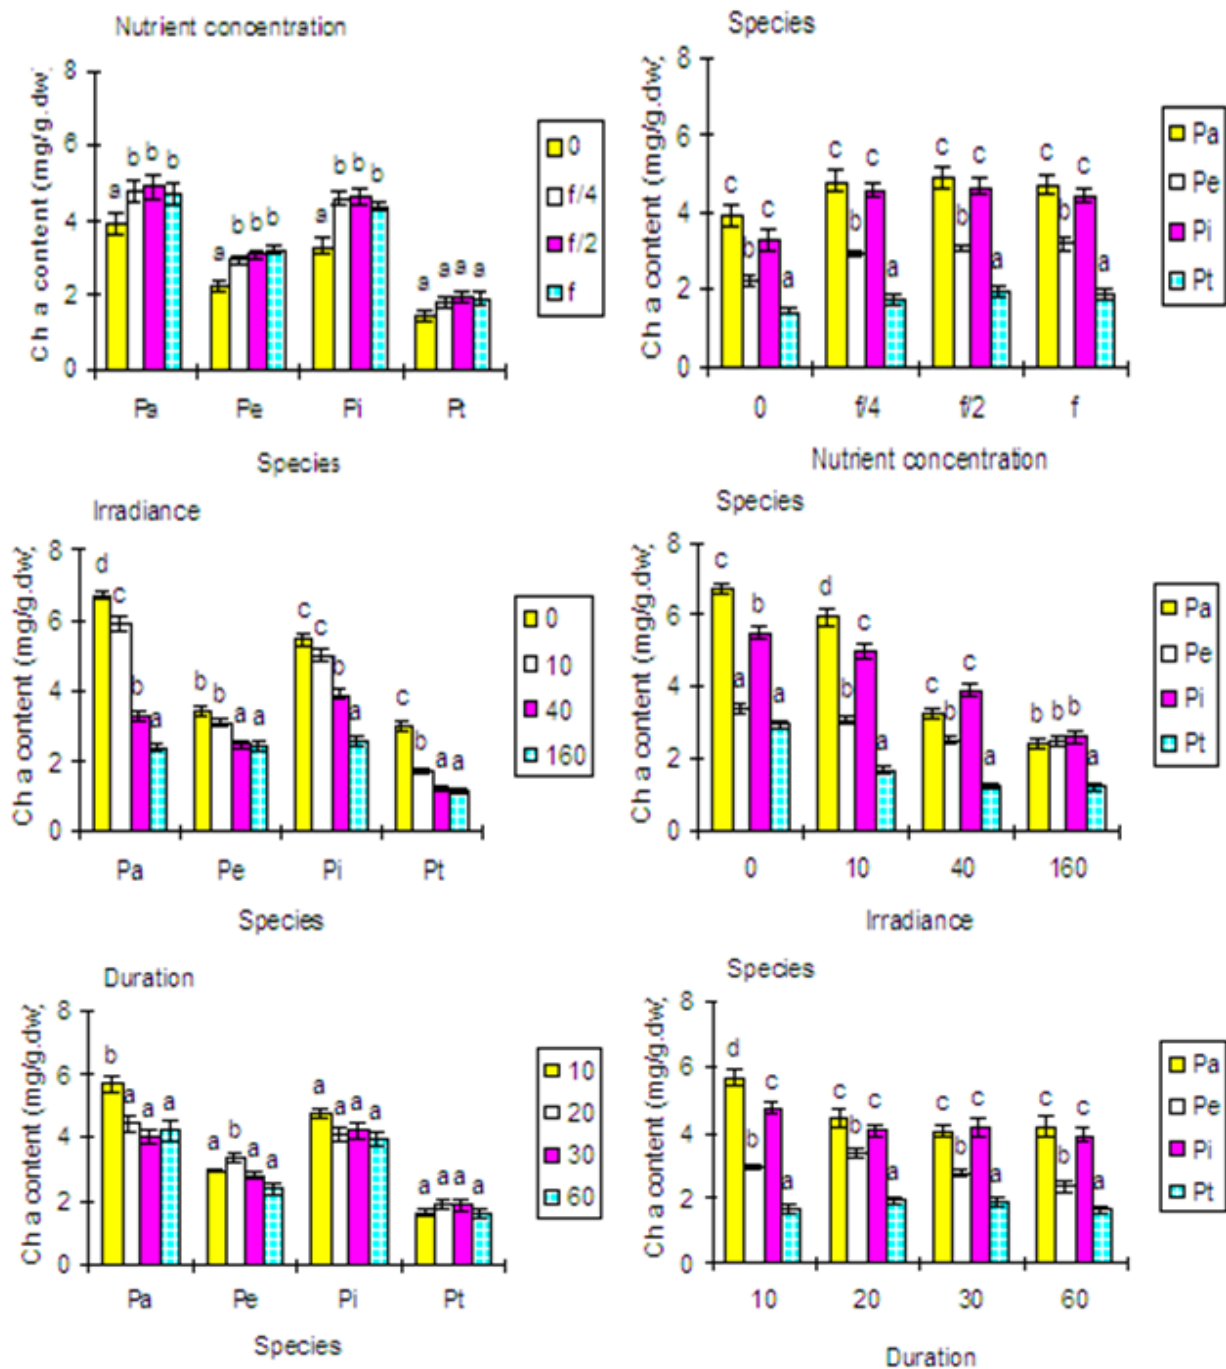 Nutrient concentration
Ch a content (mg/g.dw)
8
6
4
2
0
a b b b
a b b b
a b b b
a a a a
Pa Pe Pi Pt
Species
0
f/4
f/2
f
Species
Ch a content (mg/g.dw,
8
6
4
2
0
c b c a
c b c a
c b c a
c b c a
0 f/4 f/2 f
Nutrient concentration
Pa
Pe
Pi
Pt
Irradiance
Ch a content (mg/g.dw,
8
6
4
2
0
d c b a
b b a a
c c b a
c b a a
Pa Pe Pi Pt
Species
0
10
40
160
Species
Ch a content (mg/g.dw,
8
6
4
2
0
c a b a
d b c a
c b c a
b b b a
0 10 40 160
Irradiance
Pa
Pe
Pi
Pt
Duration
Ch a content (mg/g.dw,
8
6
4
2
0
b a a a
a b a a
a a a a
a a a a
Pa Pe Pi Pt
Species
10
20
30
60
Species
Ch a content (mg/g.dw,
8
6
4
2
0
d b c a
c b c a
c b c a
c b c a
10 20 30 60
Duration
Pa
Pe
Pi
Pt